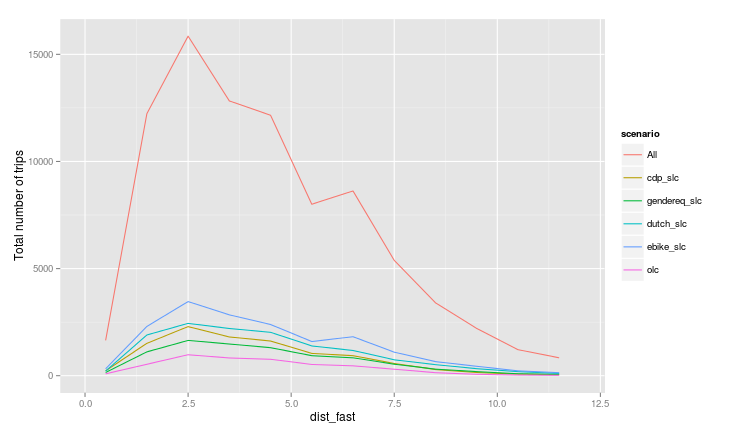 15000
10000
5000
0
Total number of trips
0.0 2.5 5.0 7.5 10.0 12.5
dist_fast
scenario
All
cdp_slc
gendereq_slc
dutch_slc
ebike_slc
olc